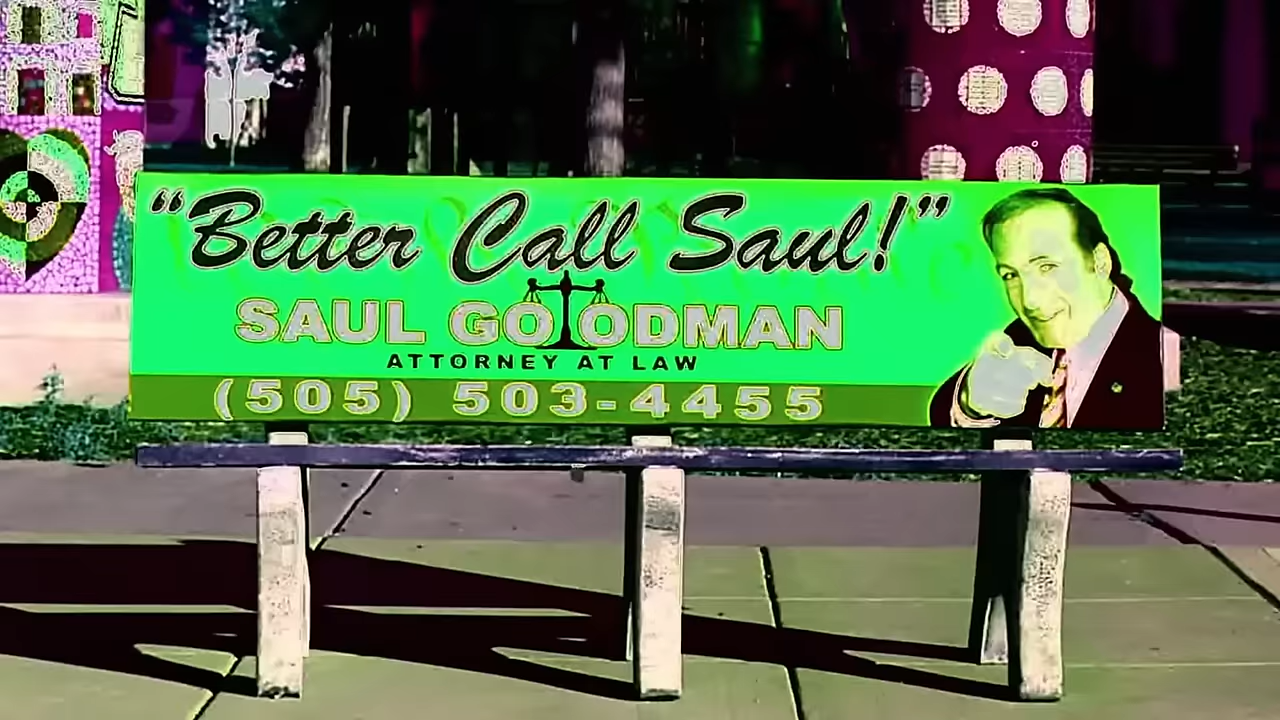 “Better Call Saul!”
SAUL GOODMAN
ATTORNEY AT LAW
(505) 503-4455